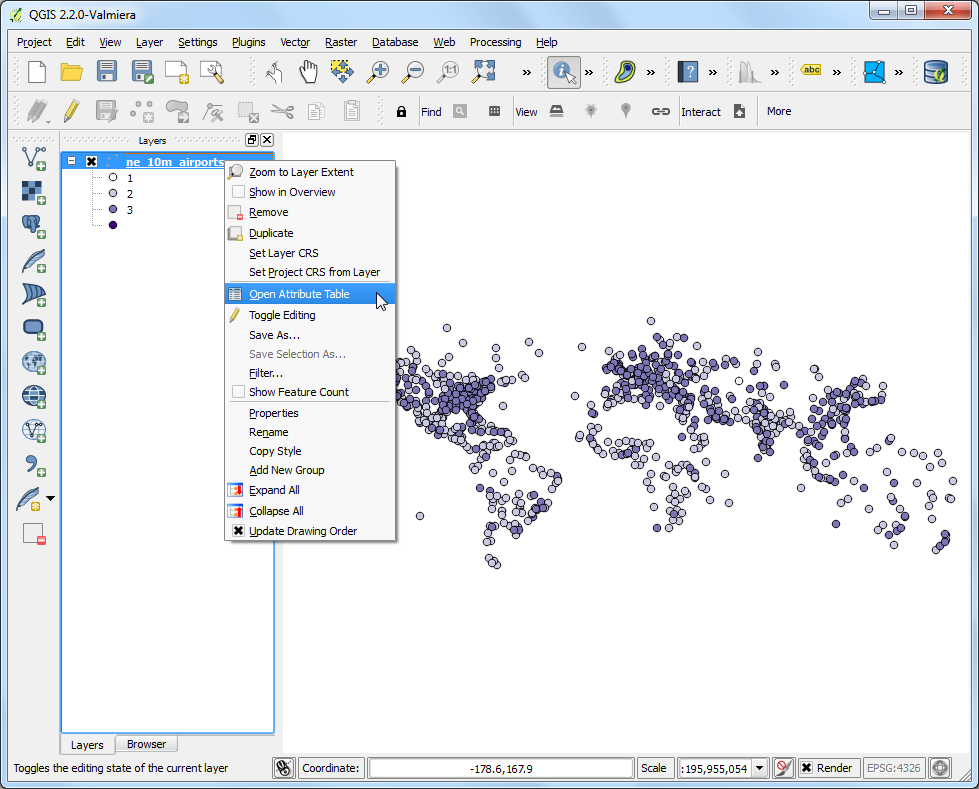 QGIS 2.2.0-Valmiera
Project Edit View Layer Settings Plugins Vector Raster Database Web Processing Help
1:1 » » » ? » » abc » »
Find View Interact More
Layers
ne_10m_airports
1
2
3
Zoom to Layer Extent
Show in Overview
Remove
Duplicate
Set Layer CRS
Set Project CRS from Layer
Open Attribute Table
Toggle Editing
Save As...
Save Selection As...
Filter...
Show Feature Count
Properties
Rename
Copy Style
Add New Group
Expand All
Collapse All
Update Drawing Order
Layers Browser
Toggles the editing state of the current layer Coordinate: -178.6,167.9 Scale :195,955,054 Render EPSG:4326